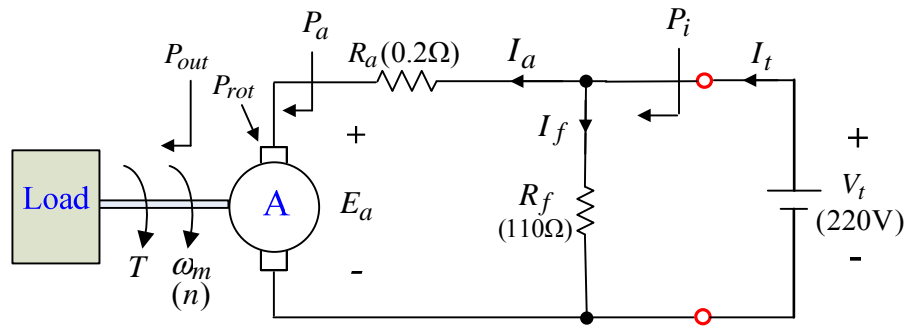 P_a
P_i
P_out
R_a(0.2Ω)
I_a
I_t
P_rot
+
I_f
+
Load
A
E_a
R_f
(110Ω)
V_t
(220V)
-
-
T
ω_m
(n)